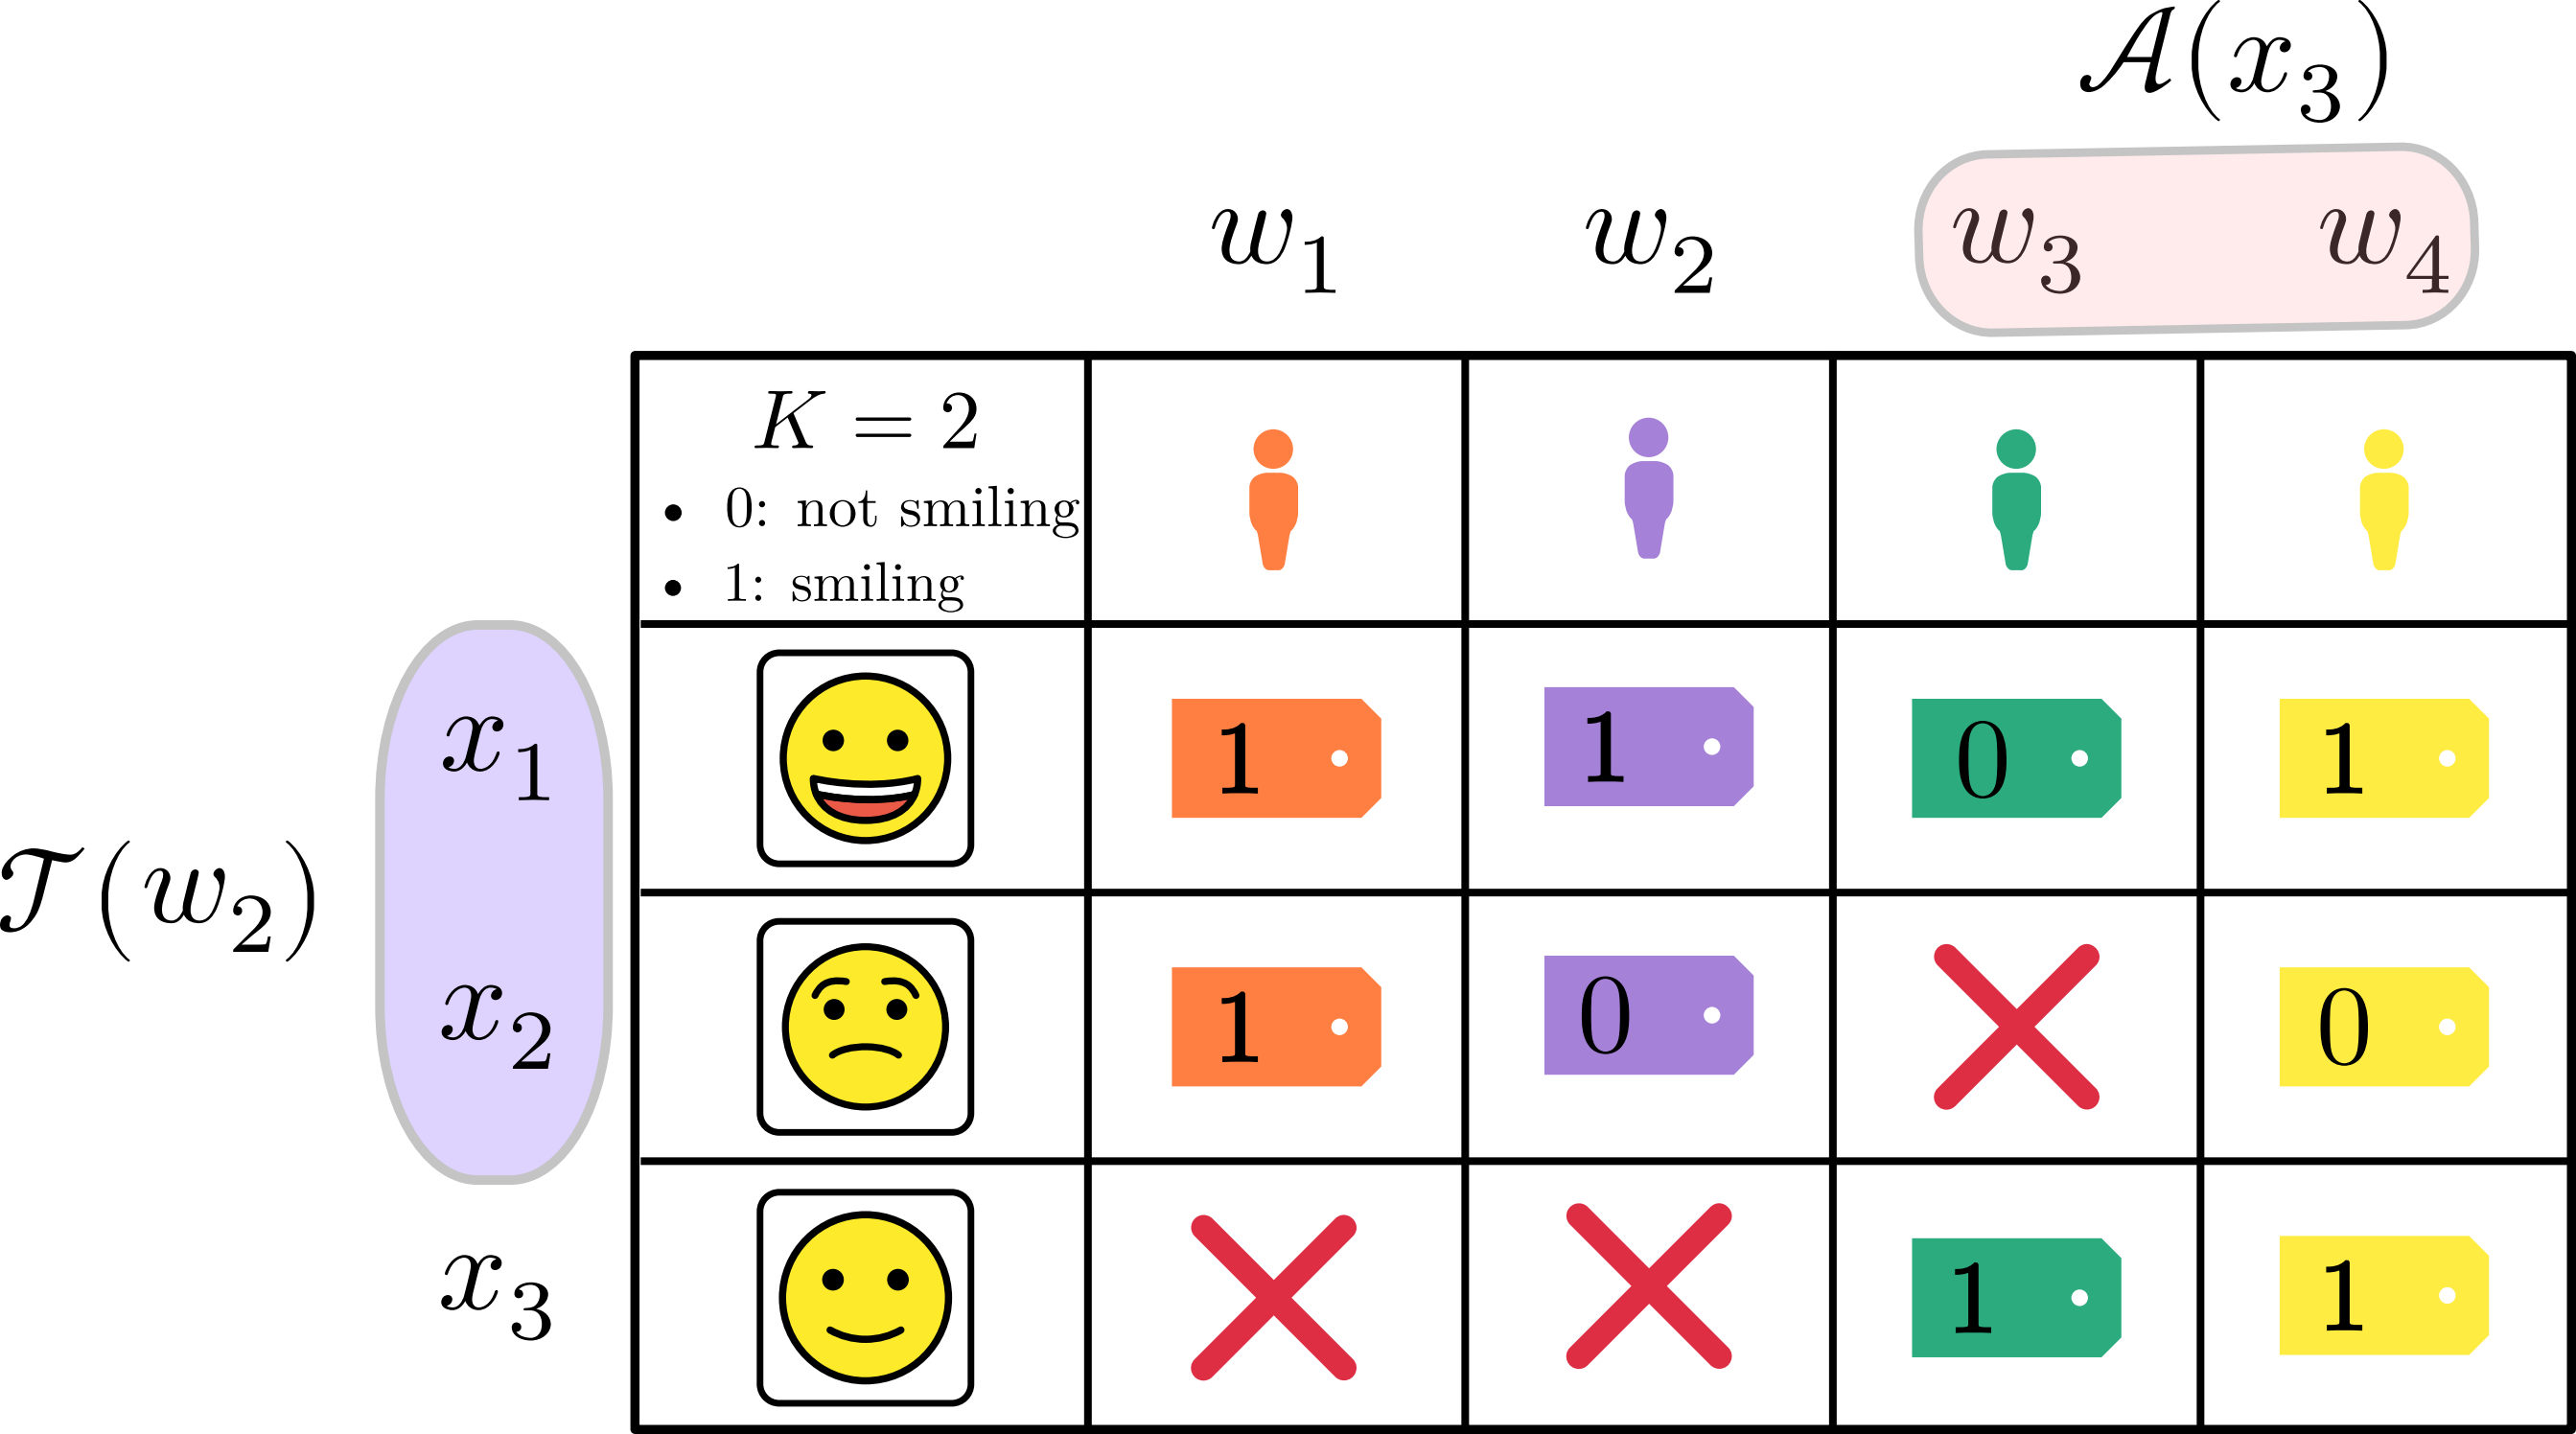 𝒜(x₃)
w₁ w₂ w₃ w₄
K = 2
• 0: not smiling
• 1: smiling
x₁ 1 1 0 1
𝒯(w₂)
x₂ 1 0 0
x₃ 1 1